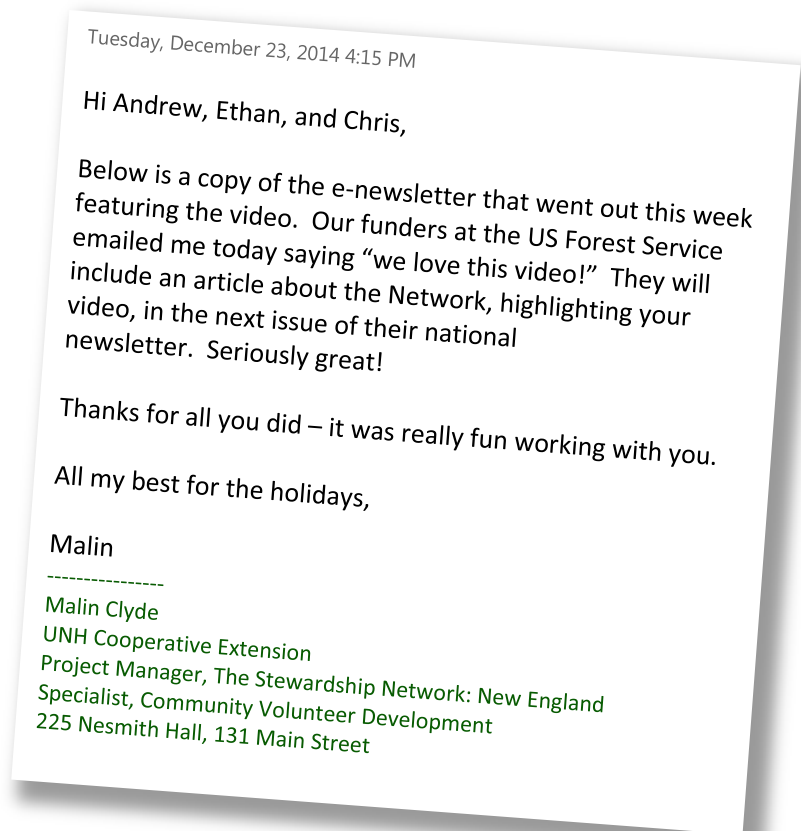 Tuesday, December 23, 2014 4:15 PM
Hi Andrew, Ethan, and Chris,
Below is a copy of the e-newsletter that went out this week
featuring the video.  Our funders at the US Forest Service
emailed me today saying “we love this video!”  They will
include an article about the Network, highlighting your
video, in the next issue of their national
newsletter.  Seriously great!
Thanks for all you did – it was really fun working with you.
All my best for the holidays,
Malin
----------------
Malin Clyde
UNH Cooperative Extension
Project Manager, The Stewardship Network: New England
Specialist, Community Volunteer Development
225 Nesmith Hall, 131 Main Street